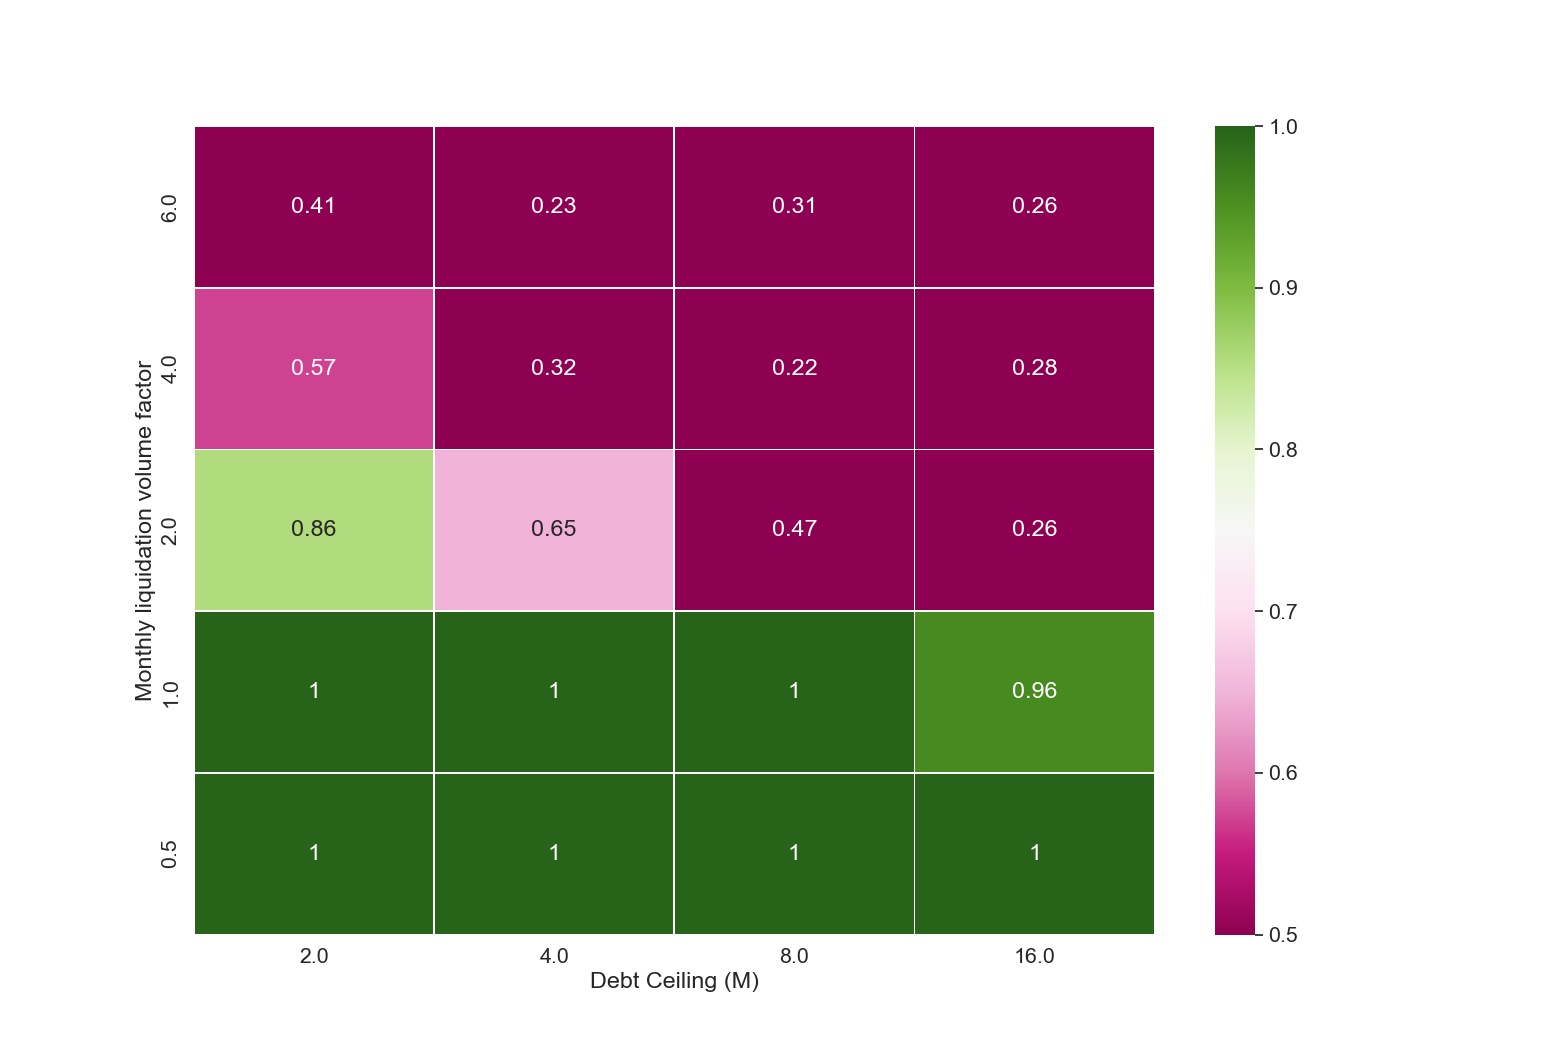 6.0 0.41 0.23 0.31 0.26
4.0 0.57 0.32 0.22 0.28
2.0 0.86 0.65 0.47 0.26
1.0 1 1 1 0.96
0.5 1 1 1 1
2.0 4.0 8.0 16.0
Debt Ceiling (M)
Monthly liquidation volume factor
1.0
0.9
0.8
0.7
0.6
0.5